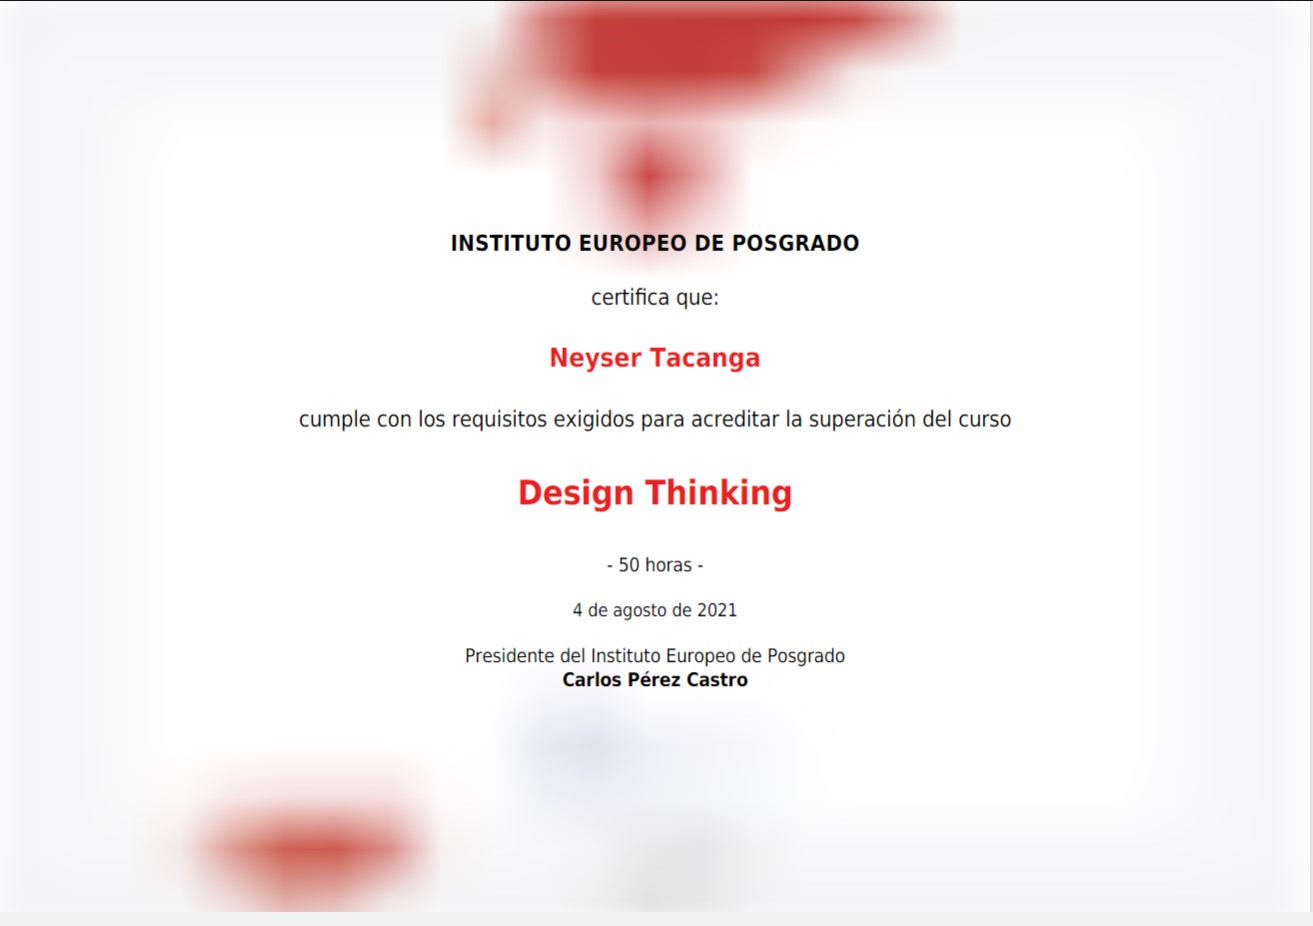 INSTITUTO EUROPEO DE POSGRADO
certifica que:
Neyser Tacanga
cumple con los requisitos exigidos para acreditar la superación del curso
Design Thinking
- 50 horas -
4 de agosto de 2021
Presidente del Instituto Europeo de Posgrado
Carlos Pérez Castro